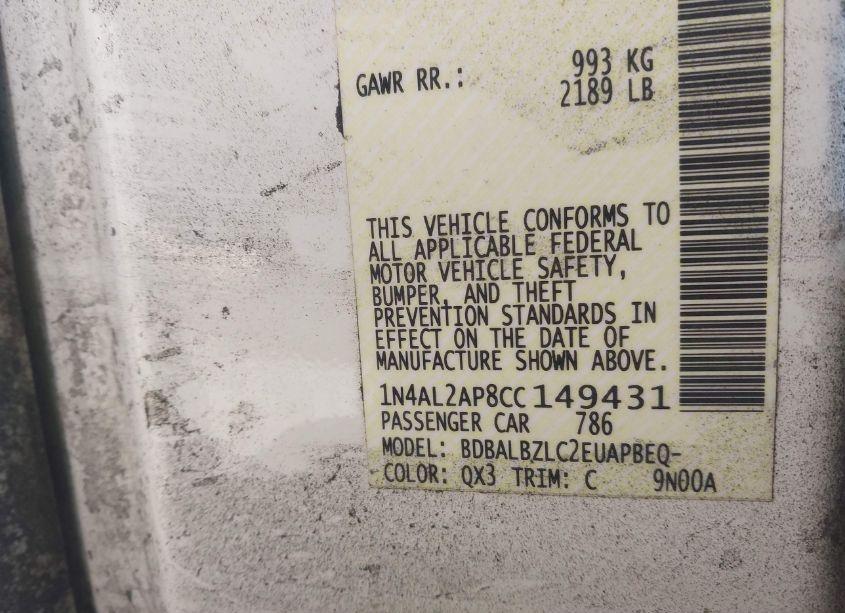 GAWR RR.: 993 KG
2189 LB
THIS VEHICLE CONFORMS TO
ALL APPLICABLE FEDERAL
MOTOR VEHICLE SAFETY,
BUMPER, AND THEFT
PREVENTION STANDARDS IN
EFFECT ON THE DATE OF
MANUFACTURE SHOWN ABOVE.
1N4AL2AP8CC149431
PASSENGER CAR 786
MODEL: BDBALBZLC2EUAPBEQ-
COLOR: QX3 TRIM: C 9N00A